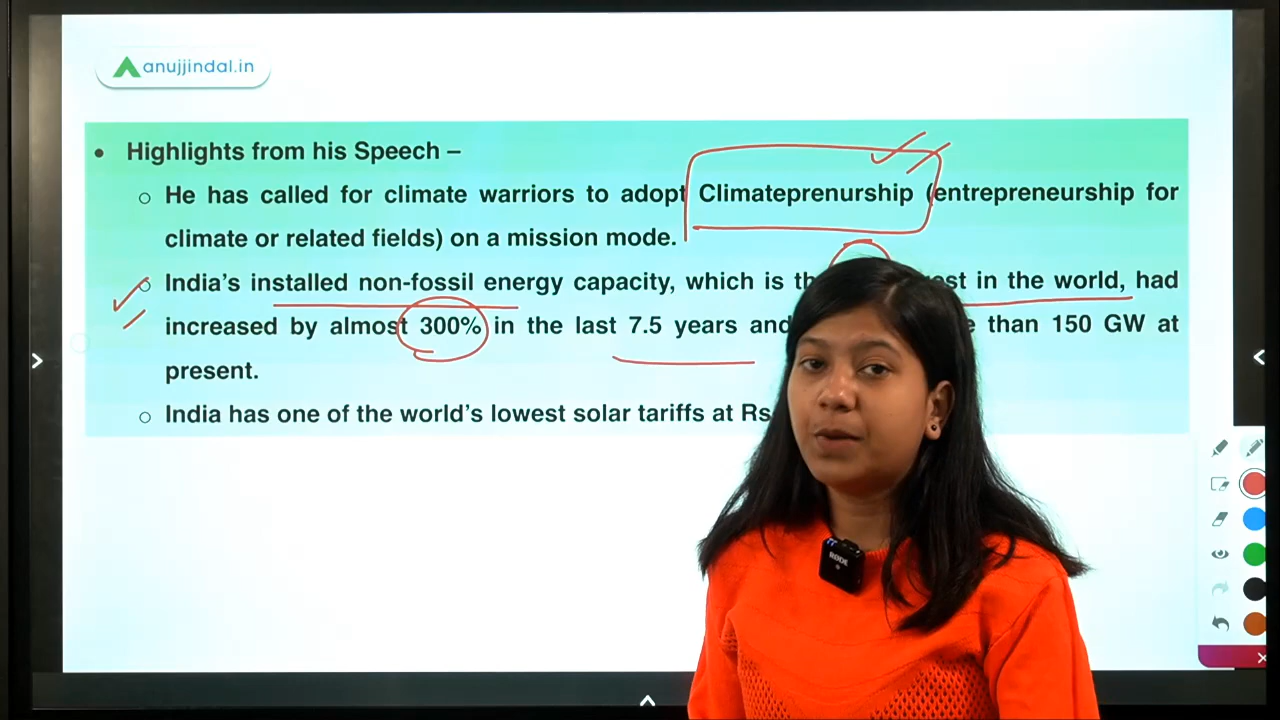 anujjindal.in
• Highlights from his Speech –
○ He has called for climate warriors to adopt Climateprenurship (entrepreneurship for
climate or related fields) on a mission mode.
○ India's installed non-fossil energy capacity, which is the est in the world, had
increased by almost 300% in the last 7.5 years and than 150 GW at
present.
○ India has one of the world's lowest solar tariffs at Rs
RODE